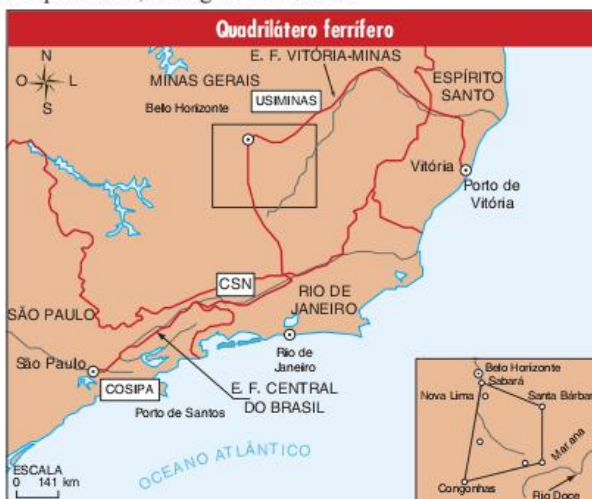 Quadrilátero ferrífero
N
O
L
S
E. F. VITÓRIA-MINAS
MINAS GERAIS
ESPÍRITO
SANTO
Belo Horizonte
USIMINAS
Vitória
Porto de
Vitória
CSN
RIO DE
JANEIRO
SÃO PAULO
São Paulo
Rio de
Janeiro
COSIPA
E. F. CENTRAL
DO BRASIL
Porto de Santos
OCEANO ATLÂNTICO
ESCALA
0 141 km
Belo Horizonte
Sabará
Nova Lima
Santa Bárbar
Congonhas
Rio Doce